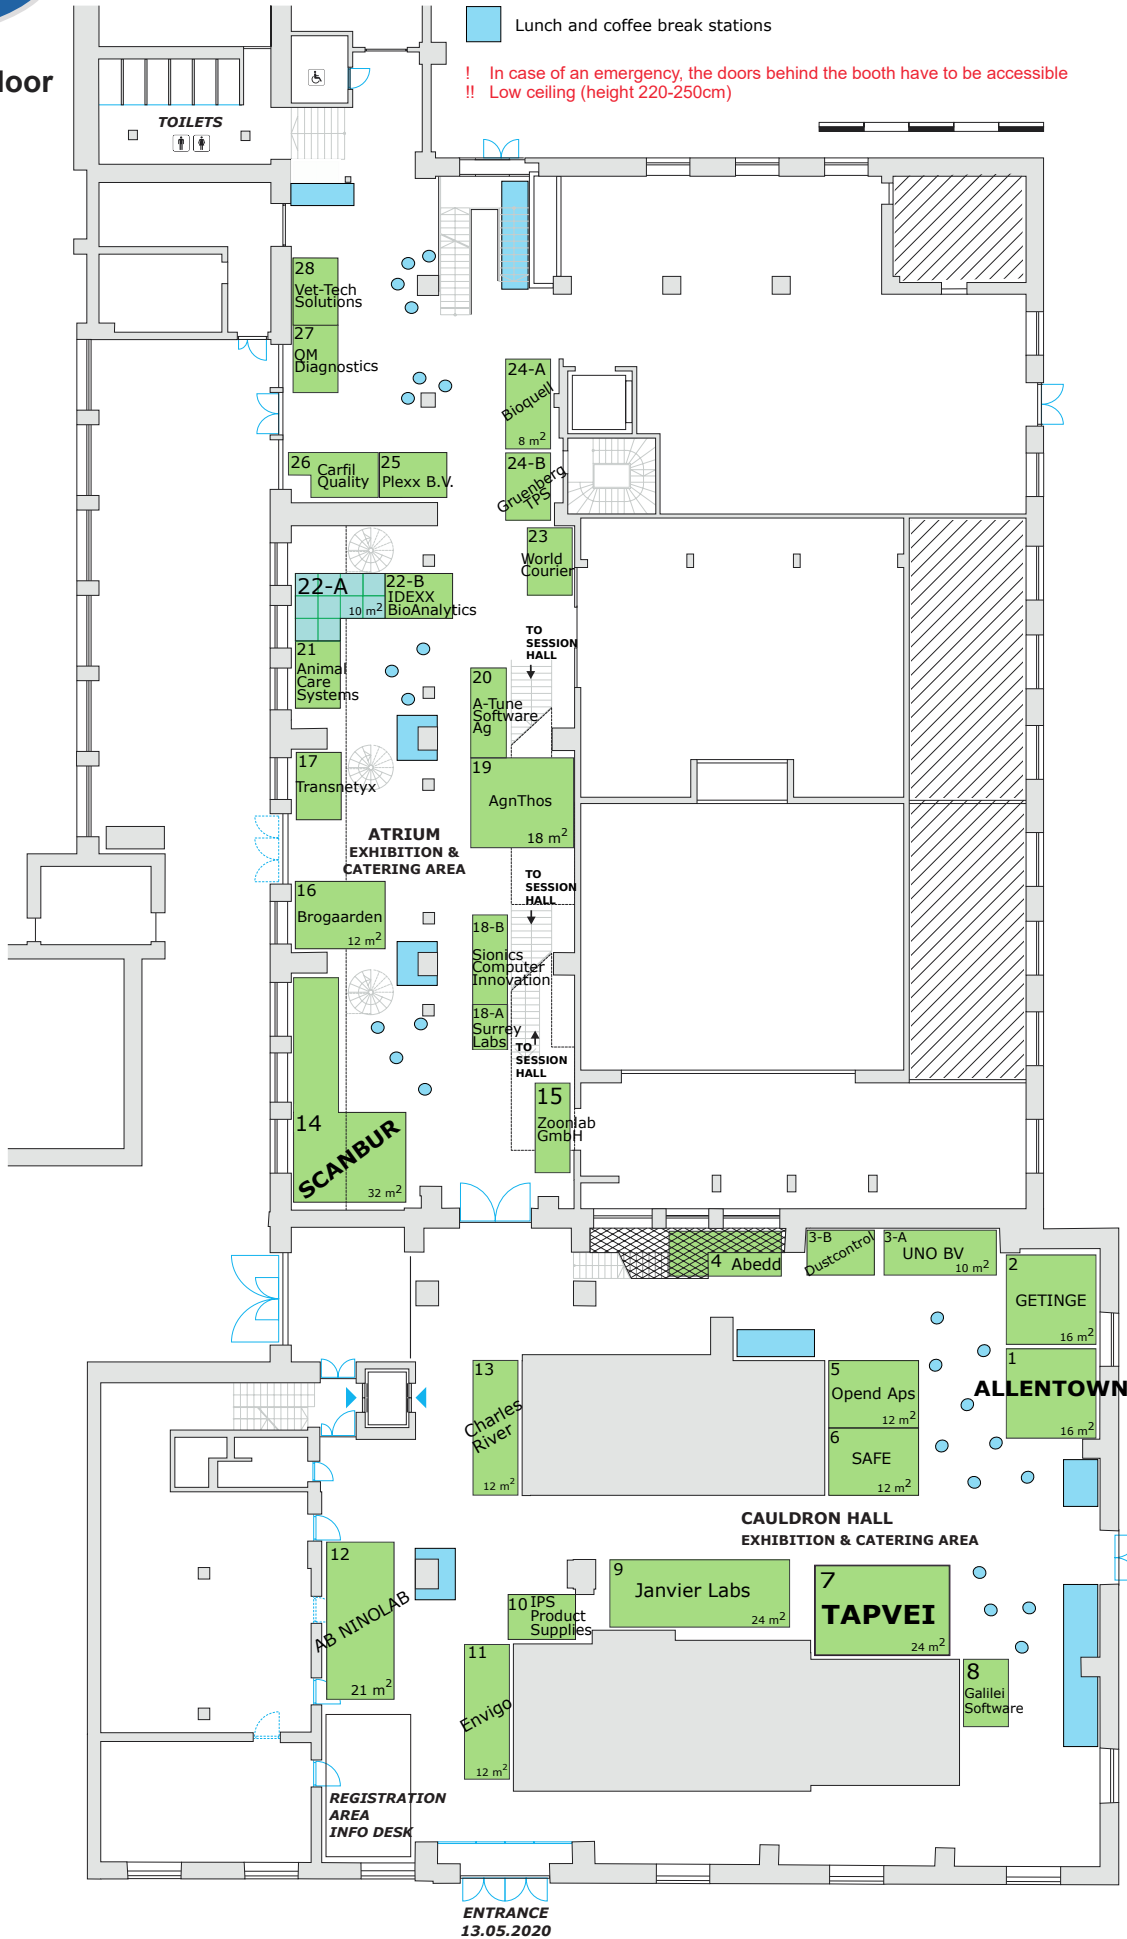 Lunch and coffee break stations
loor
! In case of an emergency, the doors behind the booth have to be accessible
!! Low ceiling (height 220-250cm)
TOILETS
28
Vet-Tech
Solutions
27
QM
Diagnostics
24-A
Bioquell
8 m²
26
Carfil
Quality
25
Plexx B.V.
24-B
Gruenberg
TPS
23
World
Courier
22-A
10 m²
22-B
IDEXX
BioAnalytics
TO
SESSION
HALL
21
Animal
Care
Systems
20
A-Tune
Software
Ag
17
Transnetyx
19
AgnThos
18 m²
ATRIUM
EXHIBITION &
CATERING AREA
TO
SESSION
HALL
16
Brogaarden
12 m²
18-B
Sionics
Computer
Innovation
18-A
Surrey
Labs
TO
SESSION
HALL
15
Zoonlab
GmbH
14
SCANBUR
32 m²
4 Abedd
3-B
Dustcontrol
3-A
UNO BV
10 m²
2
GETINGE
16 m²
1
ALLENTOWN
16 m²
13
Charles
River
12 m²
5
Opend Aps
12 m²
6
SAFE
12 m²
CAULDRON HALL
EXHIBITION & CATERING AREA
12
AB NINOLAB
21 m²
10 IPS
Product
Supplies
9
Janvier Labs
24 m²
7
TAPVEI
24 m²
11
Envigo
12 m²
8
Galilei
Software
REGISTRATION
AREA
INFO DESK
ENTRANCE
13.05.2020